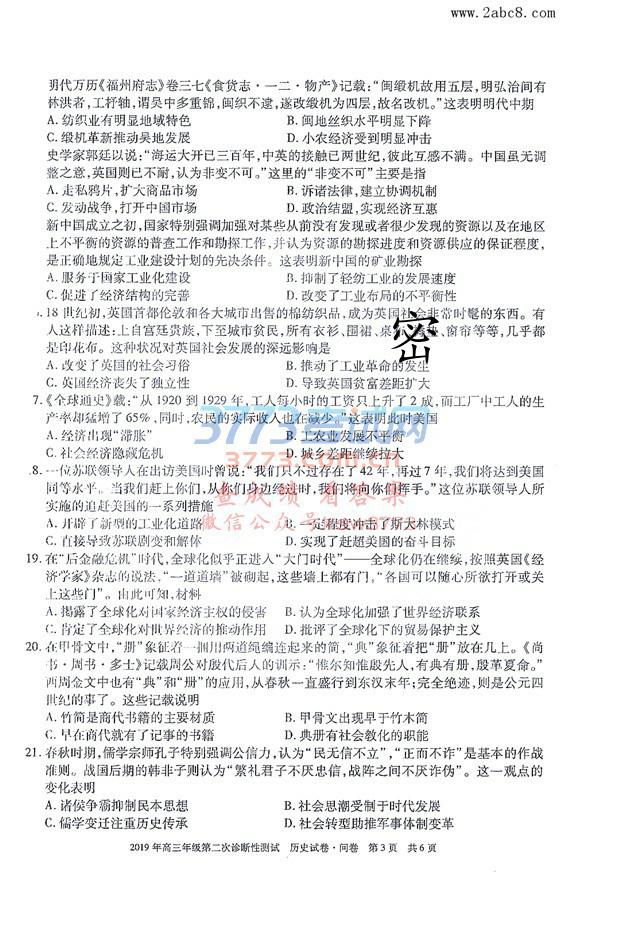 www.2abc8.com
明代万历《福州府志》卷三七《食货志·一二·物产》记载:“闽缎机故用五层,明弘治间有
林洪者,工杼轴,谓吴中多重锦,闽织不逮,遂改缎机为四层,故名改机。”这表明明代中期
A. 纺织业有明显地域特色 B. 闽地丝织水平明显下降
C. 缎机革新推动吴地发展 D. 小农经济受到明显冲击
史学家郭廷以说:“海运大开已三百年,中英的接触已两世纪,彼此互感不满。中国虽无调
整之意,英国则已不耐,认为非变不可。”这里的“非变不可”主要是指
A. 走私鸦片,扩大商品市场 B. 诉诸法律,建立协调机制
C. 发动战争,打开中国市场 D. 政治结盟,实现经济互惠
新中国成立之初,国家特别强调加强对某些从前没有发现或者很少发现的资源以及在地区
上不平衡的资源的普查工作和勘探工作,并认为资源的勘探进度和资源供应的保证程度,
是正确地规定工业建设计划的先决条件。这表明新中国的矿业勘探
A. 服务于国家工业化建设 B. 抑制了轻纺工业的发展速度
C. 促进了经济结构的完善 D. 改变了工业布局的不平衡性
18 世纪初,英国首都伦敦和各大城市出售的棉纺织品,成为英国社会非常时髦的东西。有
人这样描述:上自宫廷贵族,下至城市贫民,所有衣衫、围裙、桌布、椅垫、窗帘等等,几乎都
是印花布。这种状况对英国社会发展的深远影响是
密
A. 改变了英国的社会习俗 B. 推动了工业革命的发生
C. 英国经济丧失了独立性 D. 导致英国贫富差距扩大
7. 《全球通史》载:“从 1920 到 1929 年,工人每小时的工资只上升了 2 成,而工厂中工人的生
产率却猛增了 65%,同时,农民的实际收入也在减少。”这表明此时美国
A. 经济出现“滞胀” B. 工农业发展不平衡
C. 社会经济隐藏危机 D. 城乡差距继续拉大
3773考试网
3773.com.cn
查成绩 看答案
微信公众号
8. 一位苏联领导人在出访美国时曾说:“我们只不过存在了 42 年,再过 7 年,我们将达到美国
同等水平。当我们赶上你们,从你们身边经过时,我们将向你们挥手。”这位苏联领导人所
实施的追赶美国的一系列措施
A. 开辟了新型的工业化道路 B. 一定程度冲击了斯大林模式
C. 直接导致苏联剧变和解体 D. 实现了赶超美国的奋斗目标
19. 在“后金融危机”时代,全球化似乎正进入“大门时代”——全球化仍在继续,按照英国《经
济学家》杂志的说法,“一道道墙”被砌起,这些墙上都有门,“各国可以随心所欲打开或关
上这些门”。由此可知,材料
A. 揭露了全球化对国家经济主权的侵害 B. 认为全球化加强了世界经济联系
C. 肯定了全球化对世界经济的推动作用 D. 批评了全球化下的贸易保护主义
20. 在甲骨文中,“册”象征着一捆用两道绳编连起来的简,“典”象征着把“册”放在几上。《尚
书·周书·多士》记载周公对殷代后人的训示:“惟尔知惟殷先人,有典有册,殷革夏命。”
西周金文中也有“典”和“册”的应用,从春秋一直盛行到东汉末年;完全绝迹,则是公元四
世纪的事了。这些记载说明
A. 竹简是商代书籍的主要材质 B. 甲骨文出现早于竹木简
C. 早在商代就有了记事的书籍 D. 典册有社会教化的职能
21. 春秋时期,儒学宗师孔子特别强调公信力,认为“民无信不立”,“正而不诈”是基本的作战
准则。战国后期的韩非子则认为“繁礼君子不厌忠信,战阵之间不厌诈伪”。这一观点的
变化表明
A. 诸侯争霸抑制民本思想 B. 社会思潮受制于时代发展
C. 儒学变迁注重历史传承 D. 社会转型助推军事体制变革
2019 年高三年级第二次诊断性测试 历史试卷·问卷 第 3 页 共 6 页